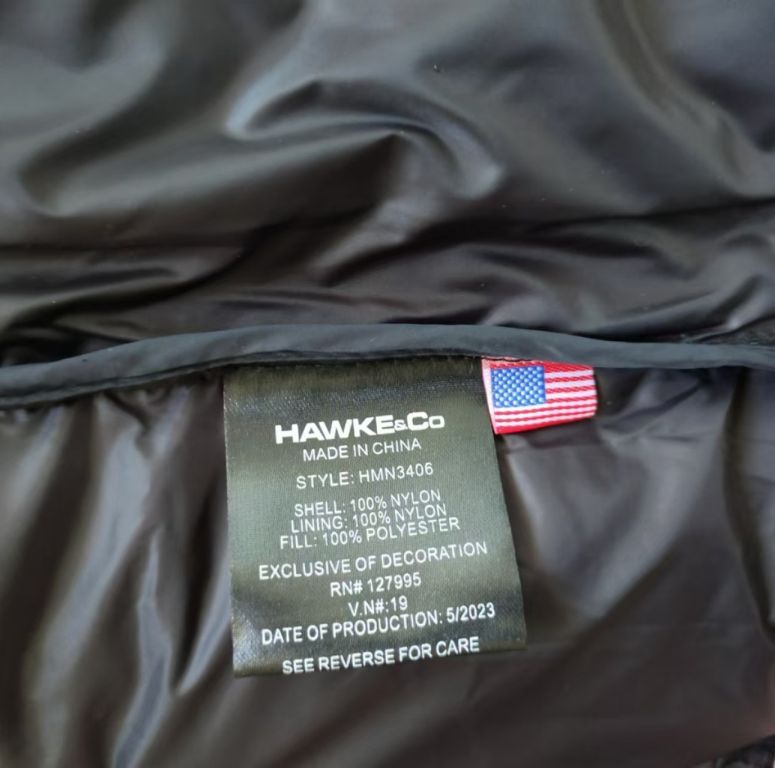 HAWKE&Co
MADE IN CHINA
STYLE: HMN3406
SHELL: 100% NYLON
LINING: 100% NYLON
FILL: 100% POLYESTER
EXCLUSIVE OF DECORATION
RN# 127995
V.N#:19
DATE OF PRODUCTION: 5/2023
SEE REVERSE FOR CARE